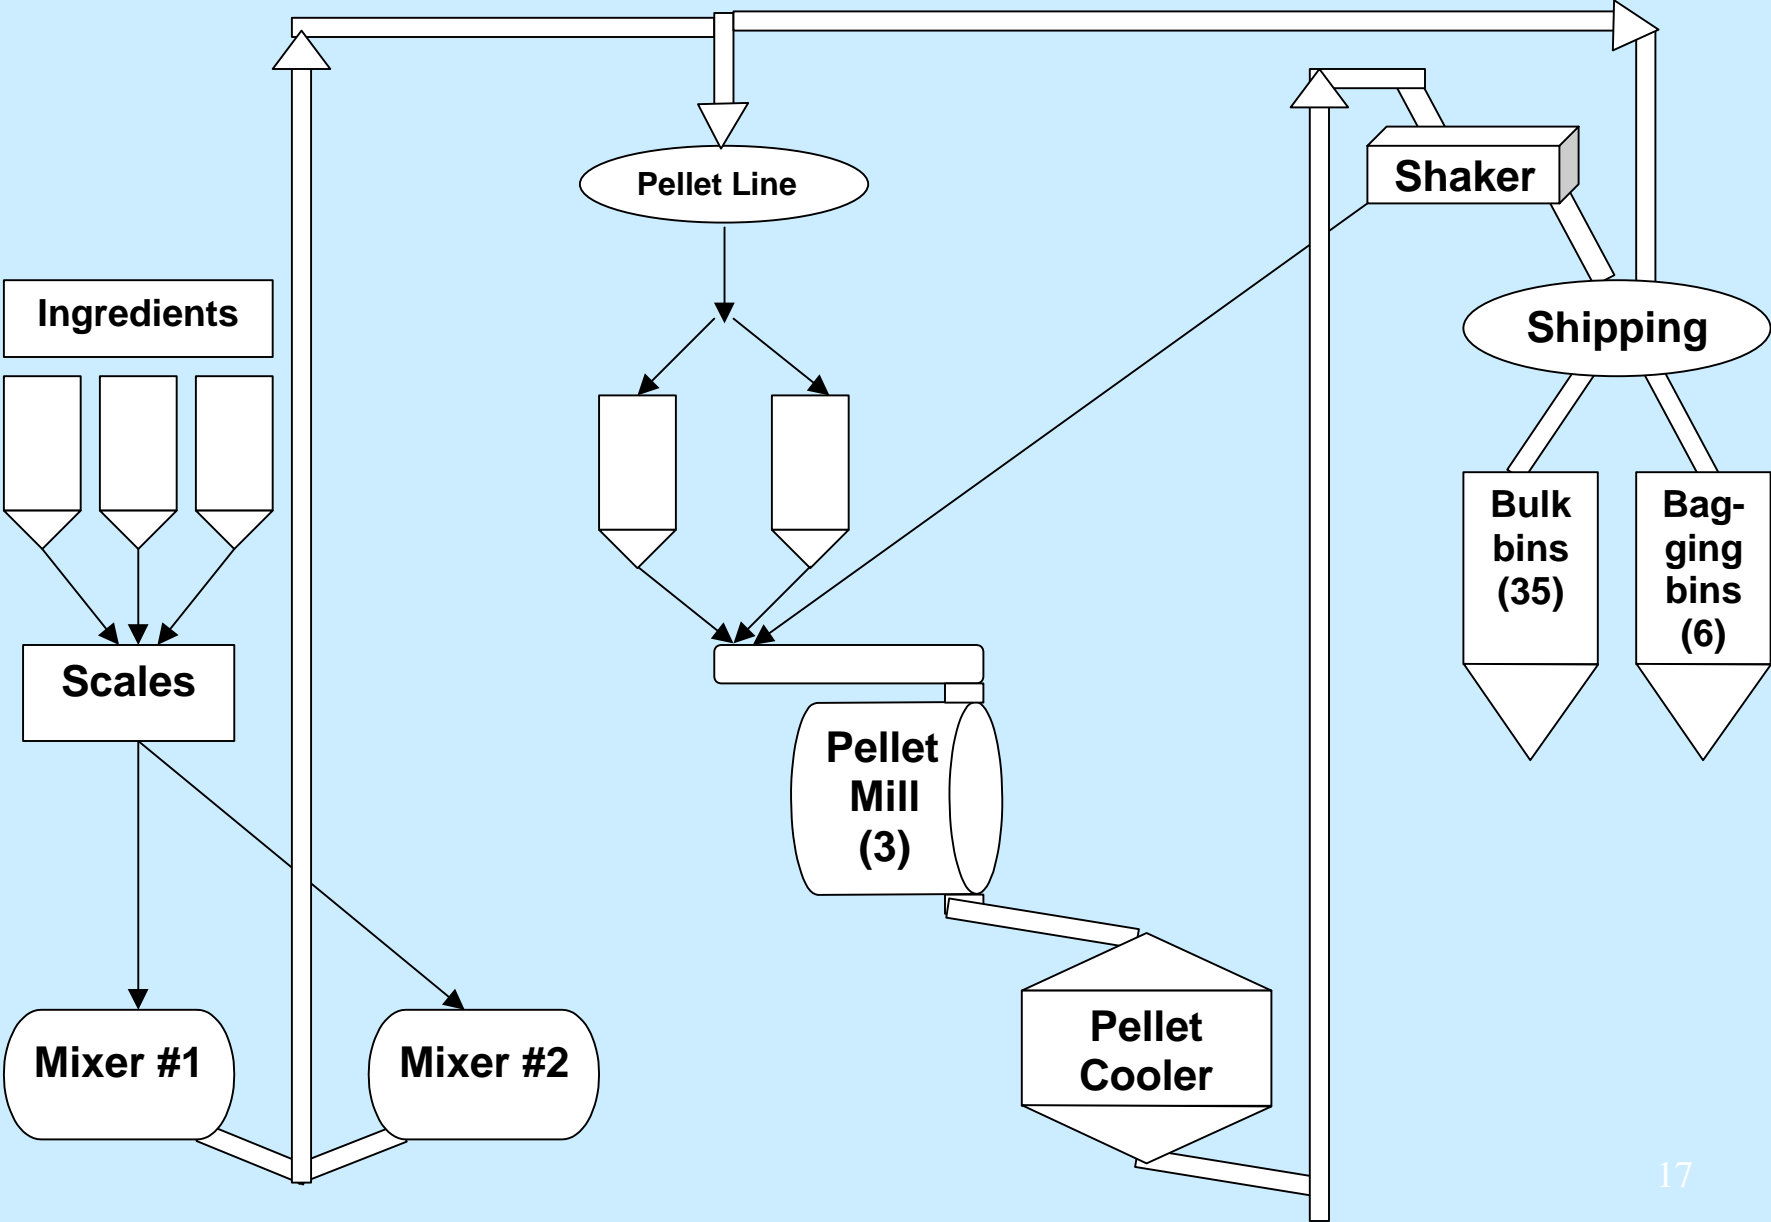 Pellet Line
Shaker
Ingredients
Shipping
Bulk
bins
(35)
Bag-
ging
bins
(6)
Scales
Pellet
Mill
(3)
Mixer #1
Mixer #2
Pellet
Cooler
17